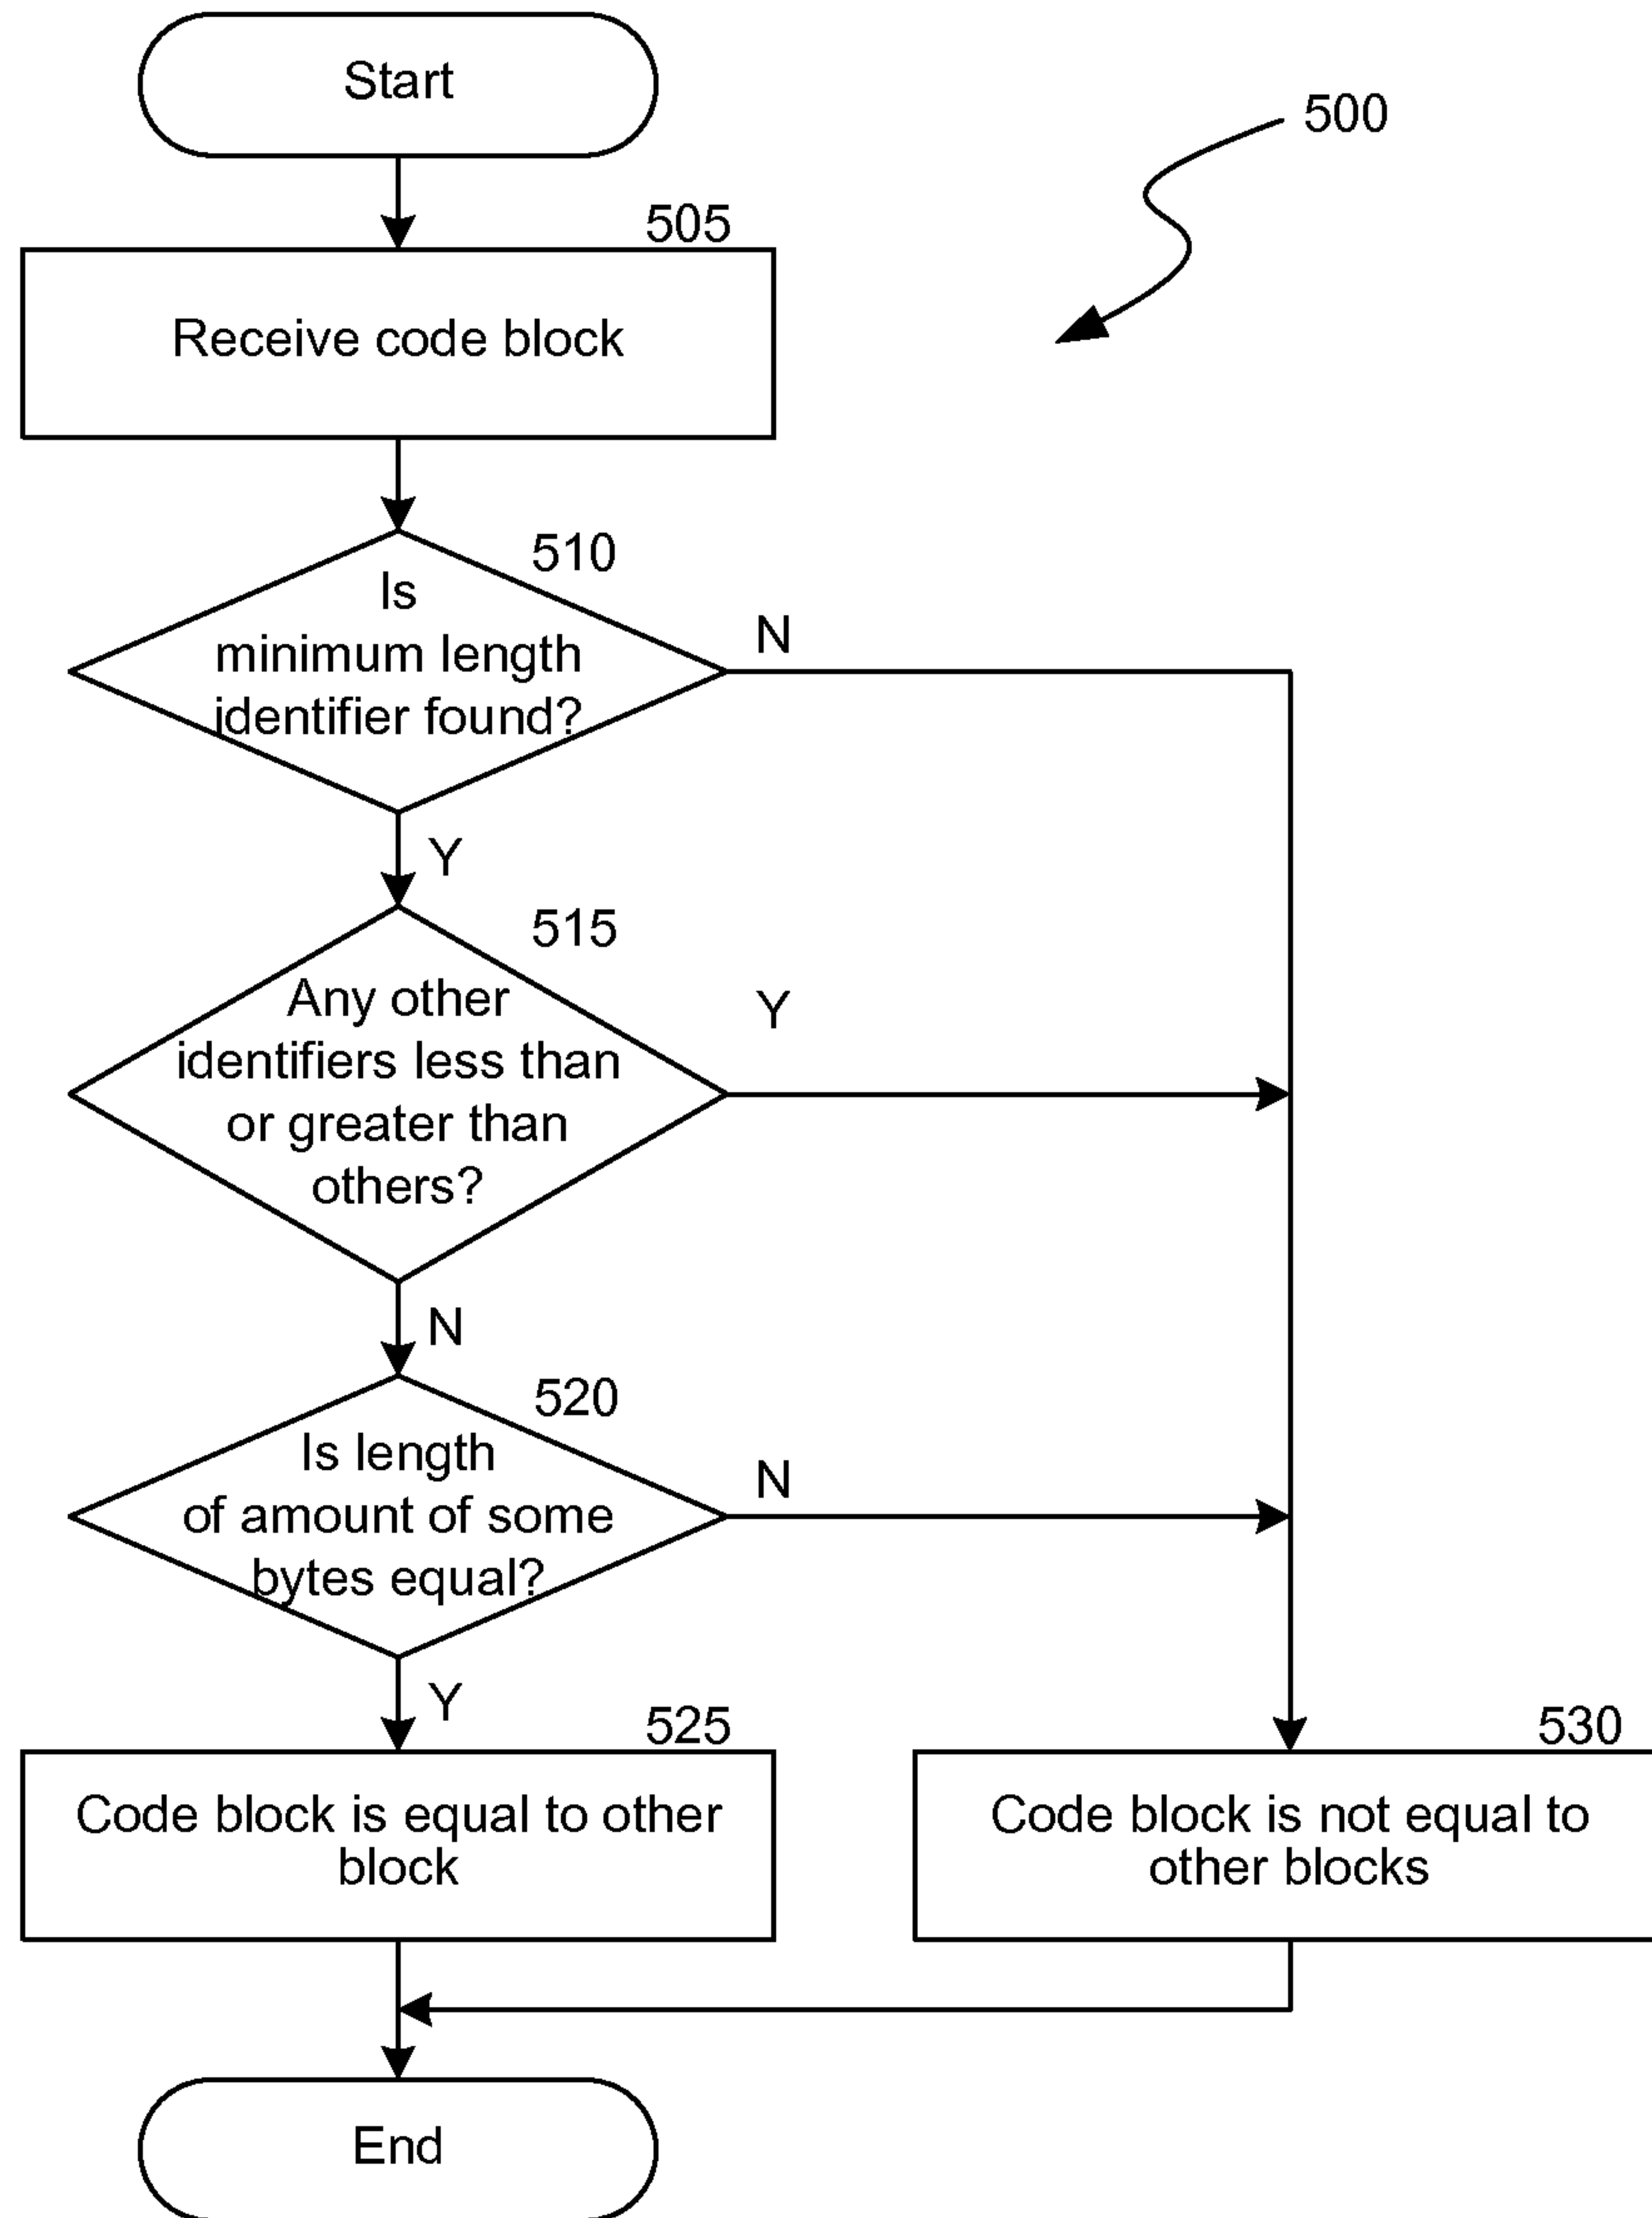 Start
500
505
Receive code block
510
Is
minimum length
identifier found?
N
Y
515
Any other
identifiers less than
or greater than
others?
Y
N
520
Is length
of amount of some
bytes equal?
N
Y
525
Code block is equal to other
block
530
Code block is not equal to
other blocks
End